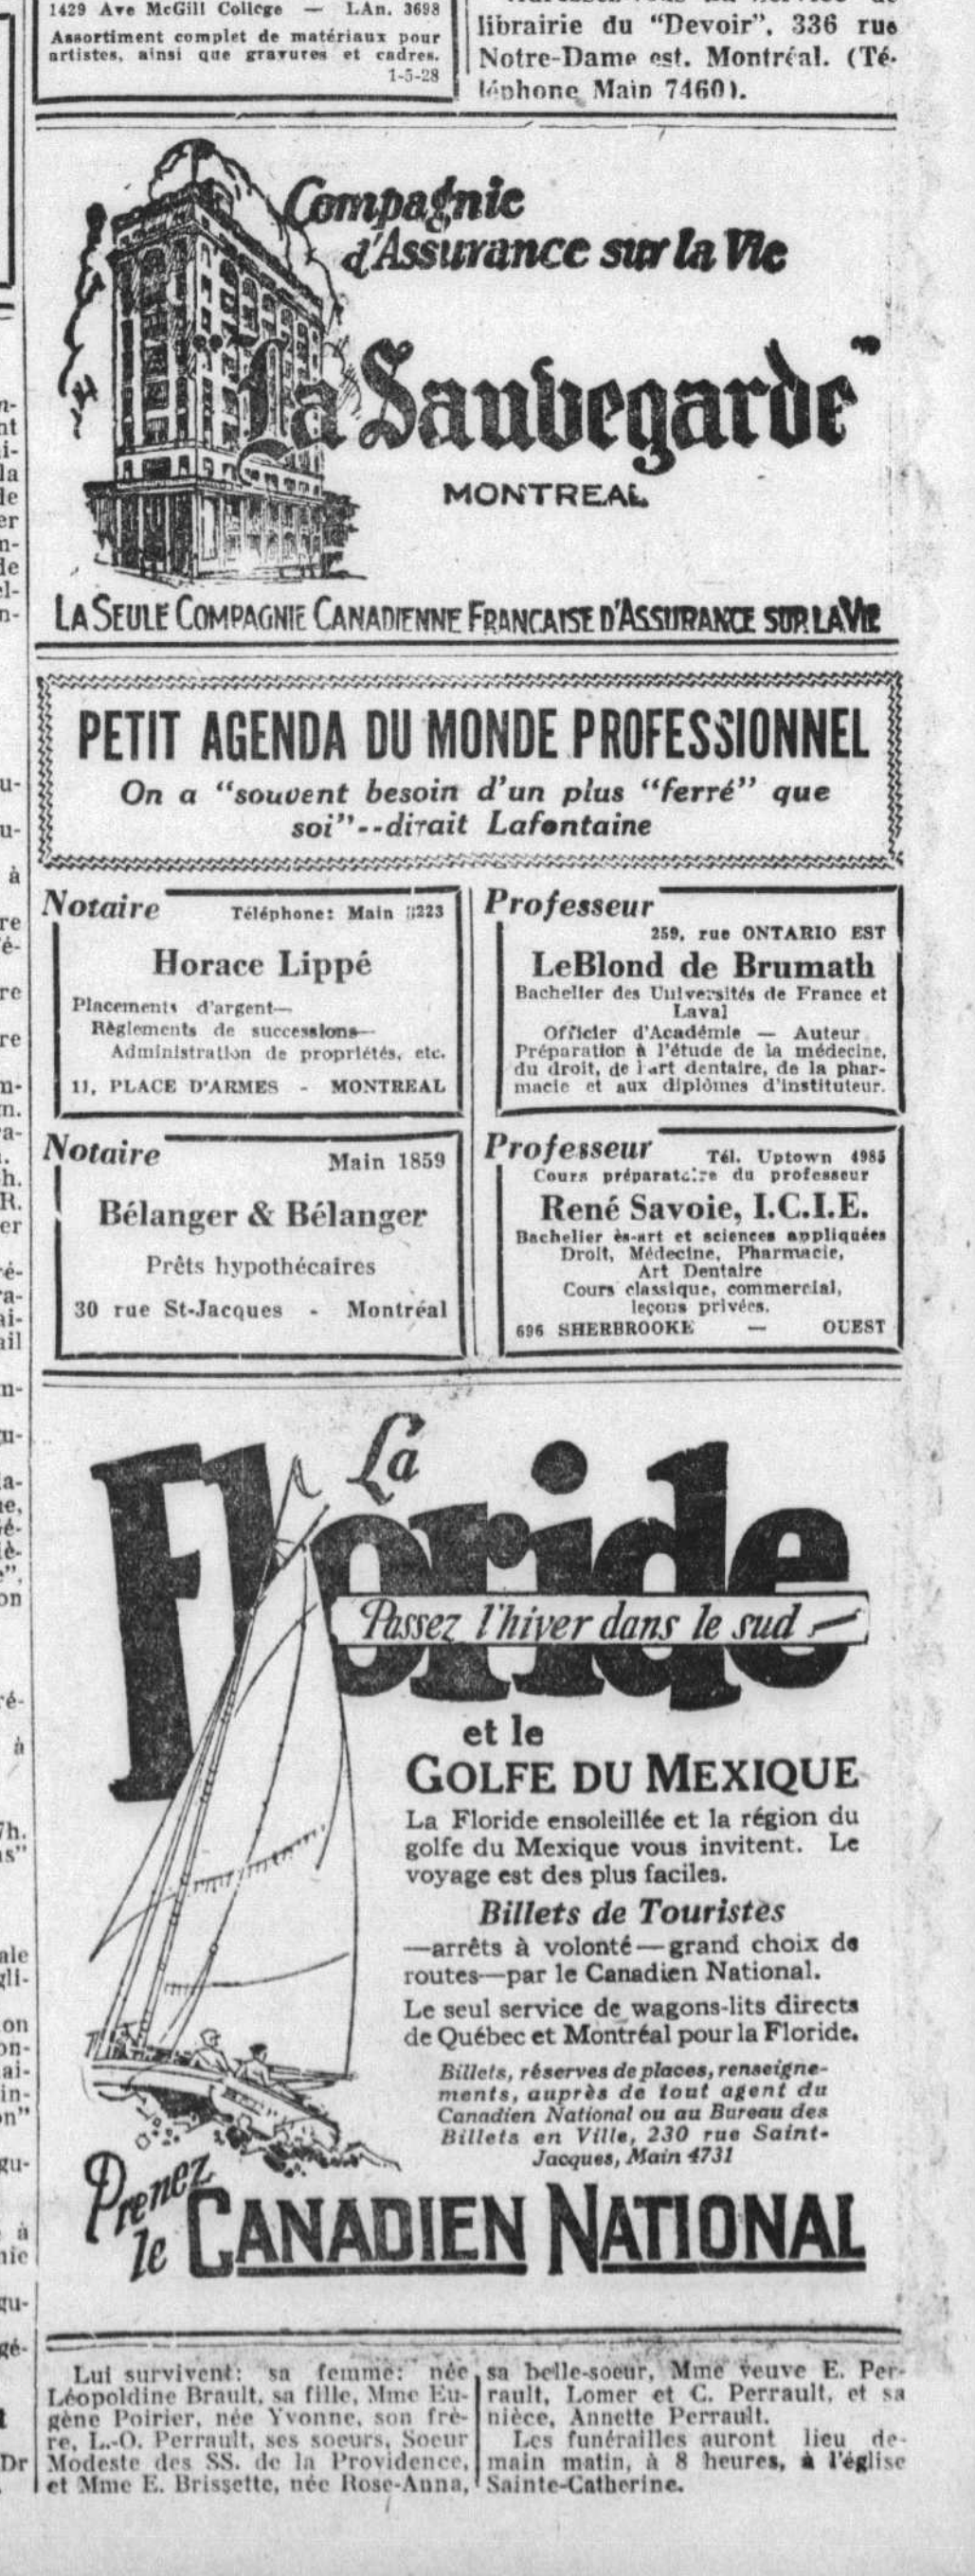 1429 Ave McGill College — LAn. 3698
Assortiment complet de matériaux pour
artistes, ainsi que gravures et cadres.
1-5-28
librairie du "Devoir", 336 rue
Notre-Dame est. Montréal. (Té-
léphone Main 7460).
Compagnie
d'Assurance sur la Vie
"La Sauvegarde"
MONTREAL
LA SEULE COMPAGNIE CANADIENNE FRANCAISE D'ASSURANCE SUR LA VIE
PETIT AGENDA DU MONDE PROFESSIONNEL
On a "souvent besoin d'un plus "ferré" que
soi"--dirait Lafontaine
Notaire
Téléphone: Main 3223
Horace Lippé
Placements d'argent—
Règlements de successions—
Administration de propriétés, etc.
11, PLACE D'ARMES - MONTREAL
Professeur
259, rue ONTARIO EST
LeBlond de Brumath
Bachelier des Universités de France et
Laval
Officier d'Académie — Auteur
Préparation à l'étude de la médecine,
du droit, de l'art dentaire, de la phar-
macie et aux diplômes d'instituteur.
Notaire
Main 1859
Bélanger & Bélanger
Prêts hypothécaires
30 rue St-Jacques - Montréal
Professeur
Tél. Uptown 4985
Cours préparatoire du professeur
René Savoie, I.C.I.E.
Bachelier ès-art et sciences appliquées
Droit, Médecine, Pharmacie,
Art Dentaire
Cours classique, commercial,
leçons privées.
696 SHERBROOKE — OUEST
La
Floride
Passez l'hiver dans le sud —
et le
GOLFE DU MEXIQUE
La Floride ensoleillée et la région du
golfe du Mexique vous invitent. Le
voyage est des plus faciles.
Billets de Touristes
—arrêts à volonté—grand choix de
routes—par le Canadien National.
Le seul service de wagons-lits directs
de Québec et Montréal pour la Floride.
Billets, réserves de places, renseigne-
ments, auprès de tout agent du
Canadien National ou au Bureau des
Billets en Ville, 230 rue Saint-
Jacques, Main 4731
Prenez
le CANADIEN NATIONAL
Lui survivent: sa femme: née
Léopoldine Brault, sa fille, Mme Eu-
gène Poirier, née Yvonne, son frè-
re, L.-O. Perrault, ses soeurs, Soeur
Modeste des SS. de la Providence,
et Mme E. Brissette, née Rose-Anna,
sa belle-soeur, Mme veuve E. Per-
rault, Lomer et C. Perrault, et sa
nièce, Annette Perrault.
Les funérailles auront lieu de-
main matin, à 8 heures, à l'église
Sainte-Catherine.